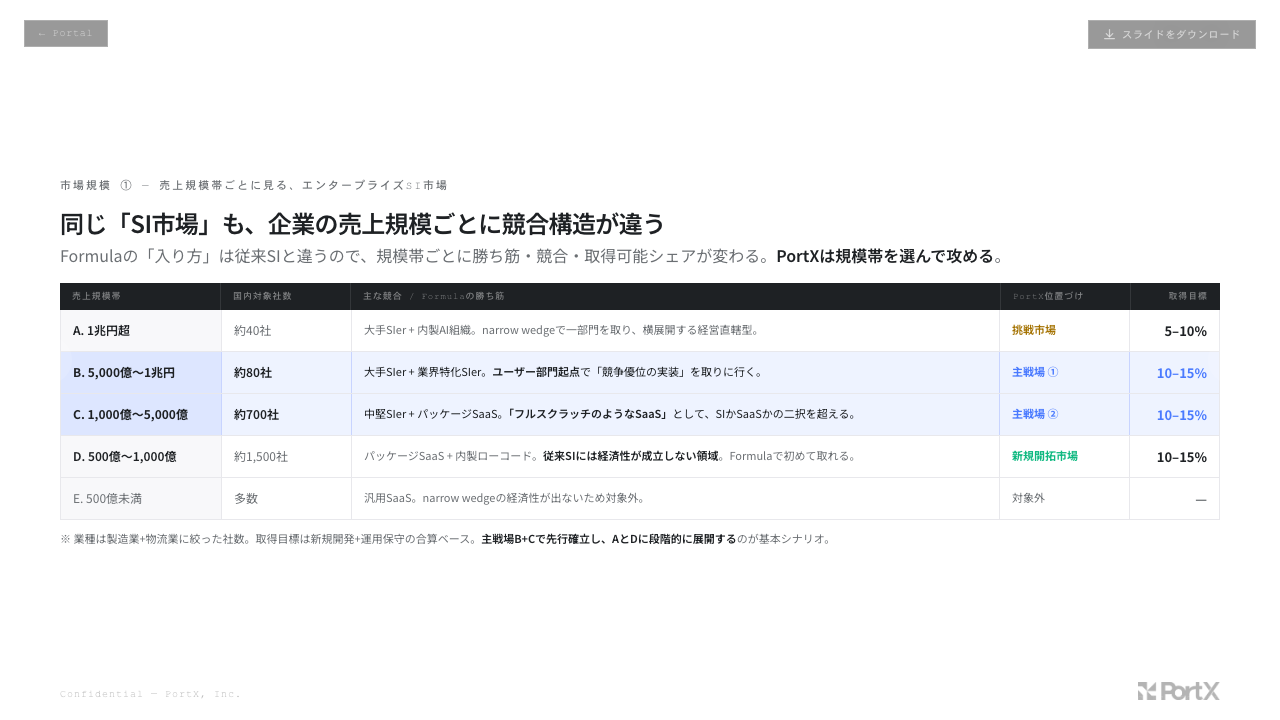 ← Portal
スライドをダウンロード
市場規模 ① — 売上規模帯ごとに見る、エンタープライズSI市場
同じ「SI市場」も、企業の売上規模ごとに競合構造が違う
Formulaの「入り方」は従来SIと違うので、規模帯ごとに勝ち筋・競合・取得可能シェアが変わる。PortXは規模帯を選んで攻める。
売上規模帯 国内対象社数 主な競合 / Formulaの勝ち筋 PortX位置づけ 取得目標
A. 1兆円超 約40社 大手SIer + 内製AI組織。narrow wedgeで一部門を取り、横展開する経営直轄型。 挑戦市場 5–10%
B. 5,000億〜1兆円 約80社 大手SIer + 業界特化SIer。ユーザー部門起点で「競争優位の実装」を取りに行く。 主戦場 ① 10–15%
C. 1,000億〜5,000億 約700社 中堅SIer + パッケージSaaS。「フルスクラッチのようなSaaS」として、SIかSaaSかの二択を超える。 主戦場 ② 10–15%
D. 500億〜1,000億 約1,500社 パッケージSaaS + 内製ローコード。従来SIには経済性が成立しない領域。Formulaで初めて取れる。 新規開拓市場 10–15%
E. 500億未満 多数 汎用SaaS。narrow wedgeの経済性が出ないため対象外。 対象外 —
※ 業種は製造業+物流業に絞った社数。取得目標は新規開発+運用保守の合算ベース。主戦場B+Cで先行確立し、AとDに段階的に展開するのが基本シナリオ。
Confidential — PortX, Inc.
PortX